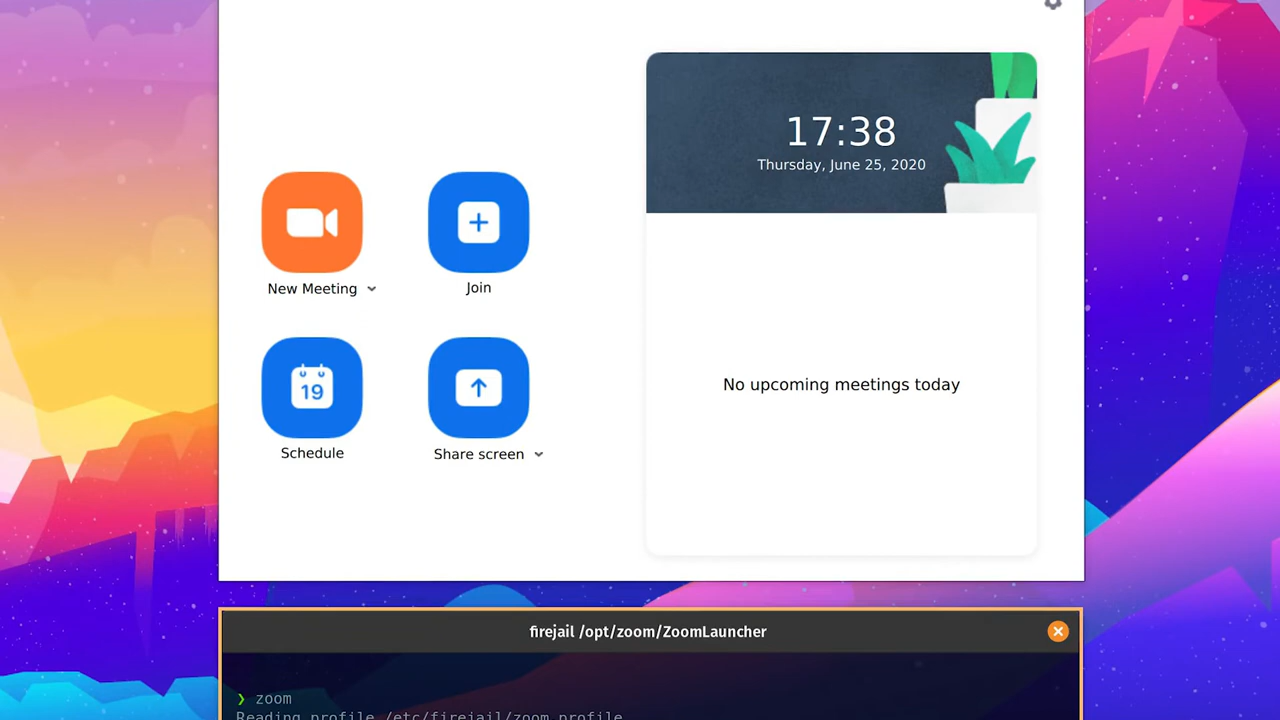 17:38
Thursday, June 25, 2020
New Meeting
Join
19
Schedule
Share screen
No upcoming meetings today
firejail /opt/zoom/ZoomLauncher
❯ zoom
Reading profile /etc/firejail/zoom.profile